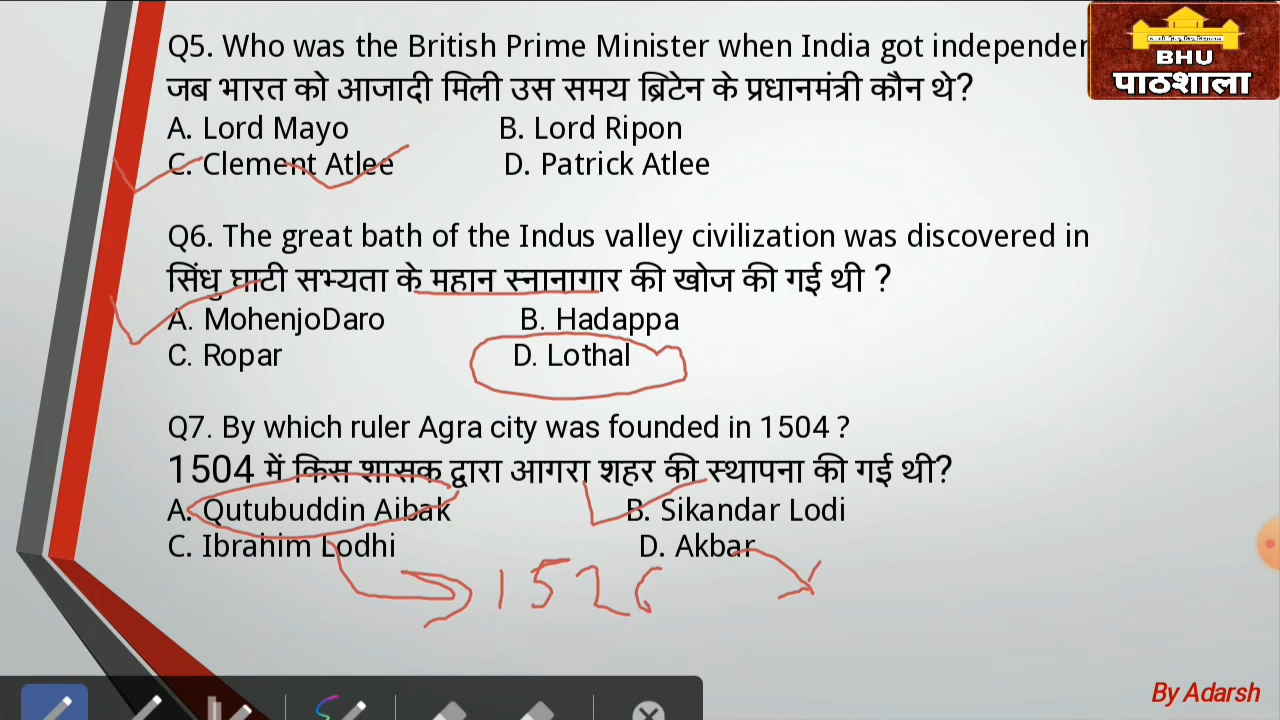 Q5. Who was the British Prime Minister when India got independen
जब भारत को आजादी मिली उस समय ब्रिटेन के प्रधानमंत्री कौन थे?
A. Lord Mayo B. Lord Ripon
C. Clement Atlee D. Patrick Atlee
Q6. The great bath of the Indus valley civilization was discovered in
सिंधु घाटी सभ्यता के महान स्नानागार की खोज की गई थी ?
A. MohenjoDaro B. Hadappa
C. Ropar D. Lothal
Q7. By which ruler Agra city was founded in 1504 ?
1504 में किस शासक द्वारा आगरा शहर की स्थापना की गई थी?
A. Qutubuddin Aibak B. Sikandar Lodi
C. Ibrahim Lodhi D. Akbar
1526
BHU
पाठशाला
By Adarsh